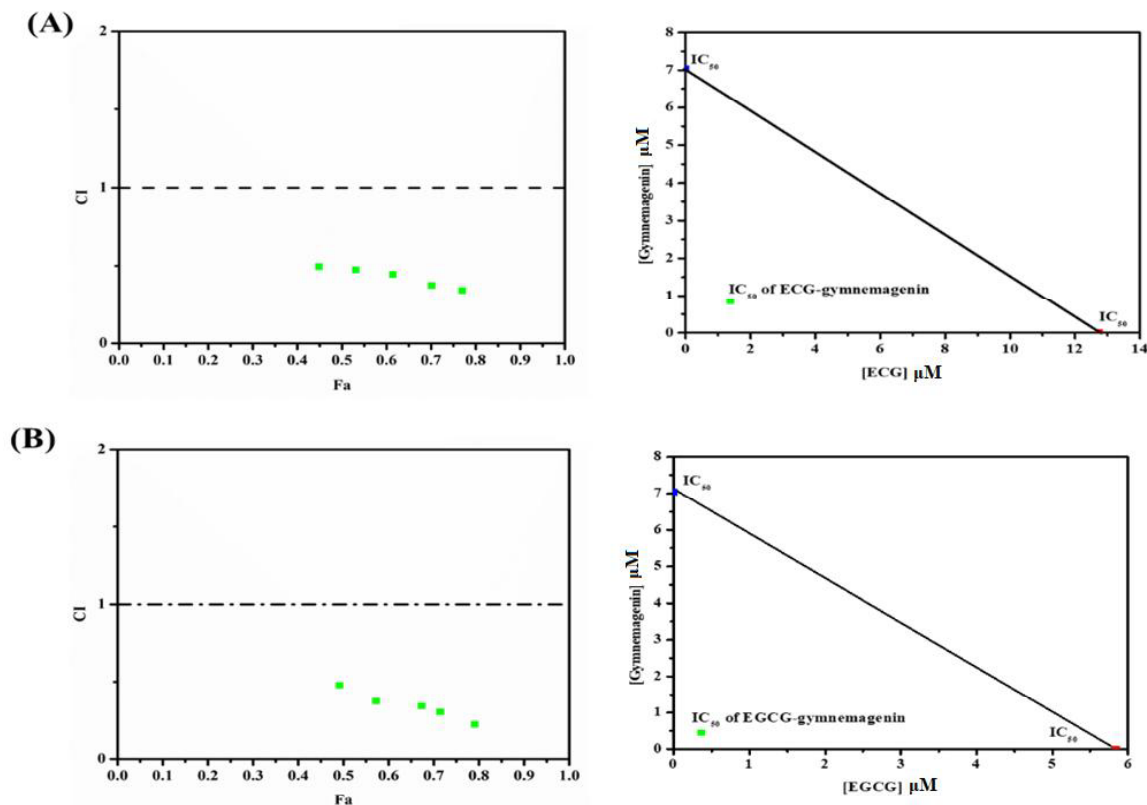 (A)
2
1
0
CI
0.0 0.1 0.2 0.3 0.4 0.5 0.6 0.7 0.8 0.9 1.0
Fa
8
7
6
5
4
3
2
1
0
[Gymnemagenin] μM
IC₅₀
IC₅₀ of ECG-gymnemagenin
IC₅₀
0 2 4 6 8 10 12 14
[ECG] μM
(B)
2
1
0
CI
0.0 0.1 0.2 0.3 0.4 0.5 0.6 0.7 0.8 0.9 1.0
Fa
8
7
6
5
4
3
2
1
0
[Gymnemagenin] μM
IC₅₀
IC₅₀ of EGCG-gymnemagenin
IC₅₀
0 1 2 3 4 5 6
[EGCG] μM